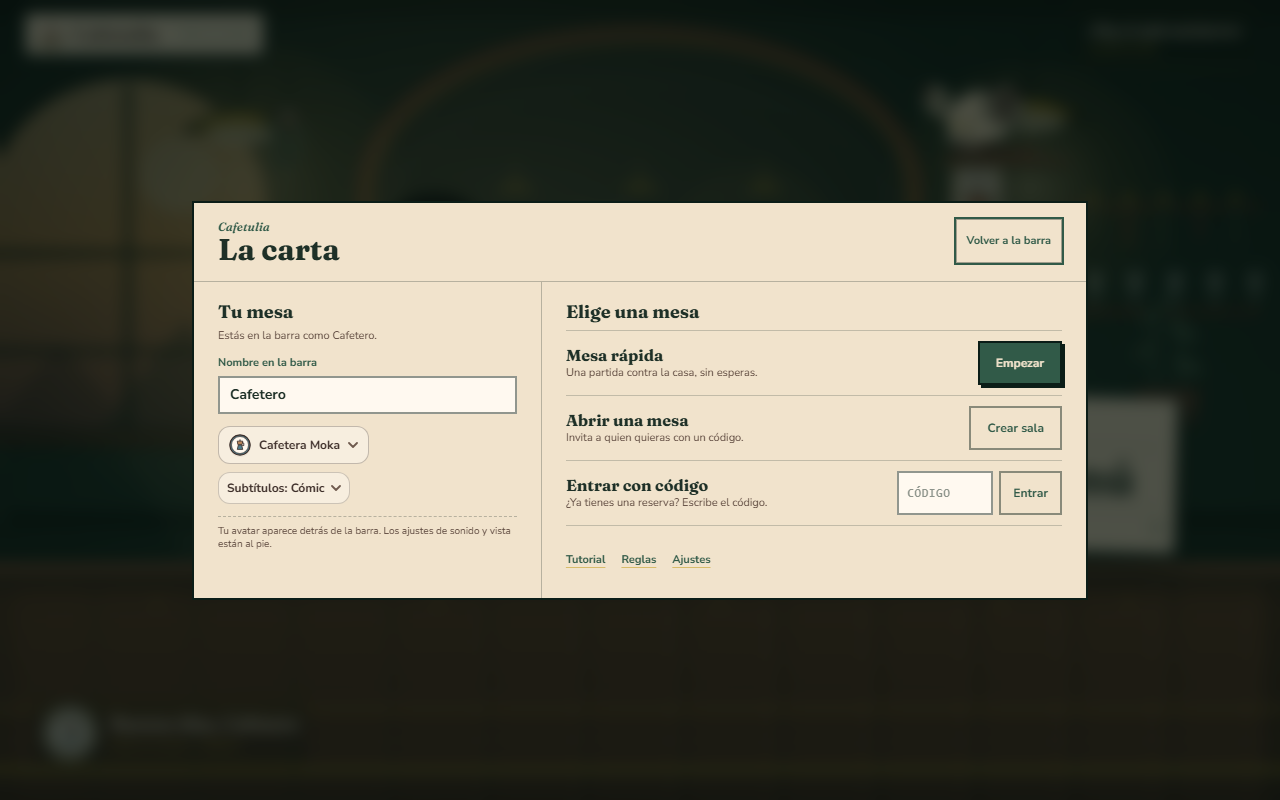 Cafetulia
La carta
Volver a la barra
Tu mesa
Estás en la barra como Cafetero.
Nombre en la barra
Cafetero
Cafetera Moka
Subtítulos: Cómic
Tu avatar aparece detrás de la barra. Los ajustes de sonido y vista
están al pie.
Elige una mesa
Mesa rápida
Una partida contra la casa, sin esperas.
Empezar
Abrir una mesa
Invita a quien quieras con un código.
Crear sala
Entrar con código
¿Ya tienes una reserva? Escribe el código.
CÓDIGO
Entrar
Tutorial Reglas Ajustes